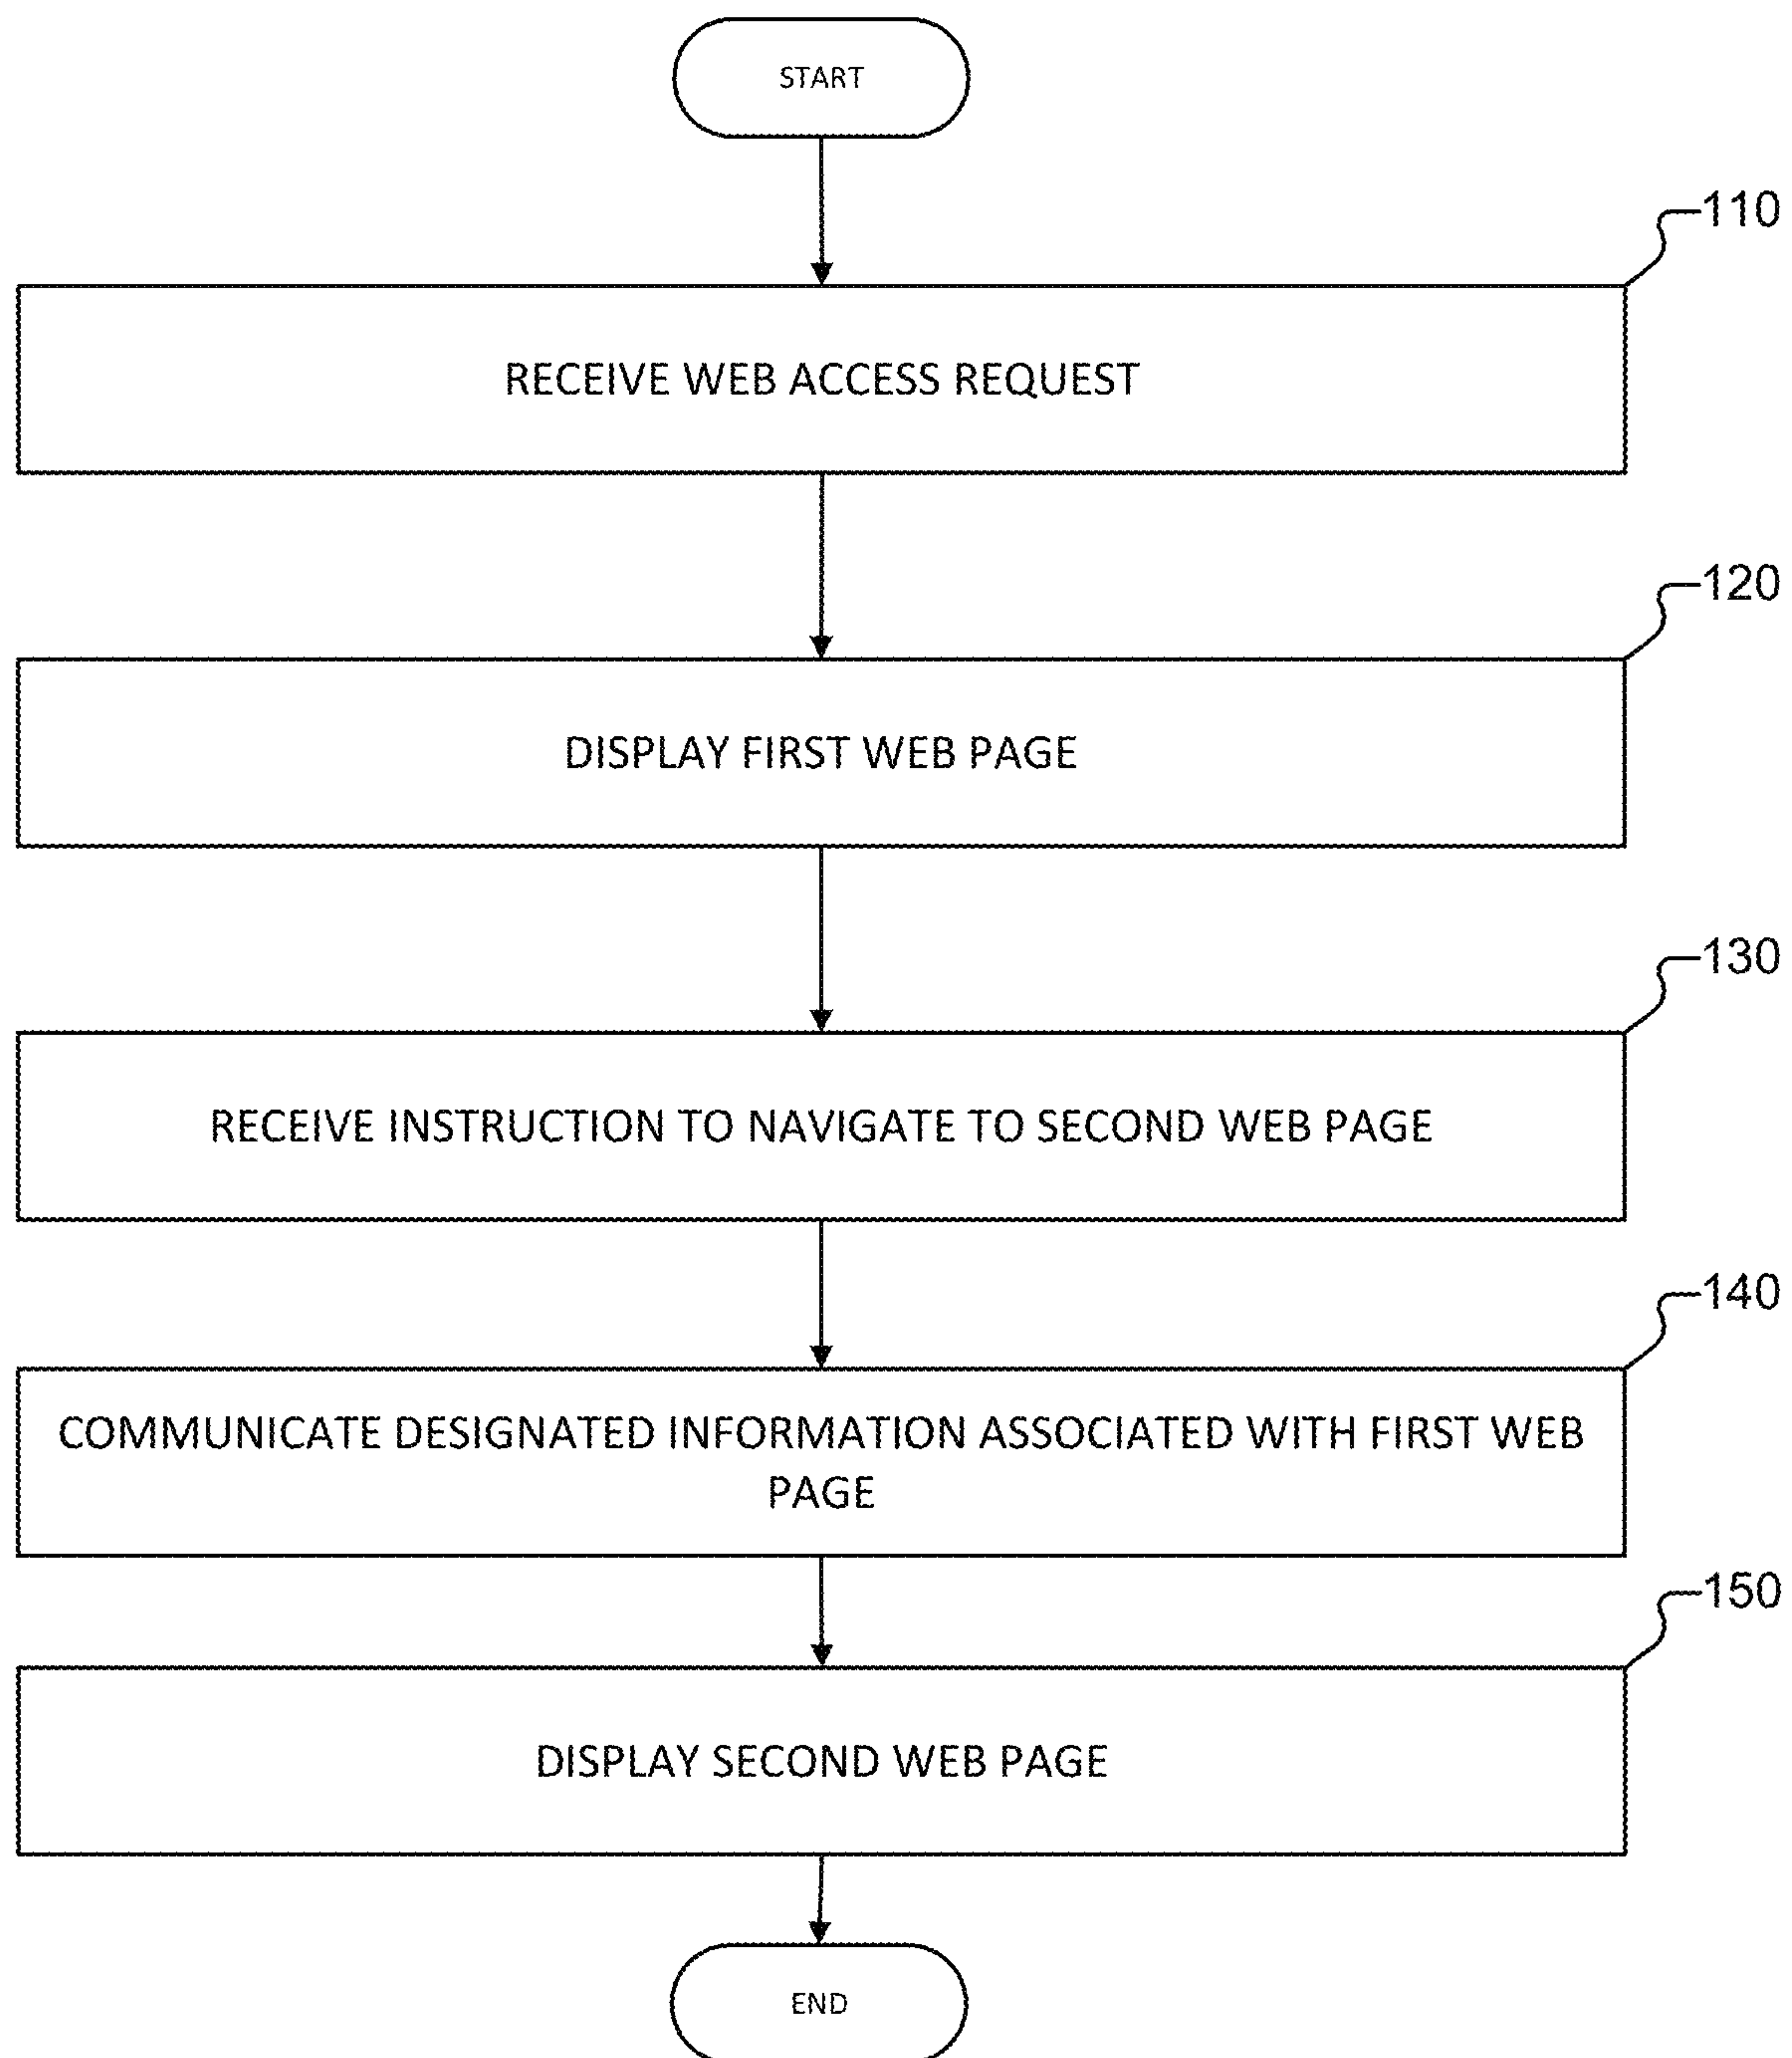 START
110
RECEIVE WEB ACCESS REQUEST
120
DISPLAY FIRST WEB PAGE
130
RECEIVE INSTRUCTION TO NAVIGATE TO SECOND WEB PAGE
140
COMMUNICATE DESIGNATED INFORMATION ASSOCIATED WITH FIRST WEB
PAGE
150
DISPLAY SECOND WEB PAGE
END